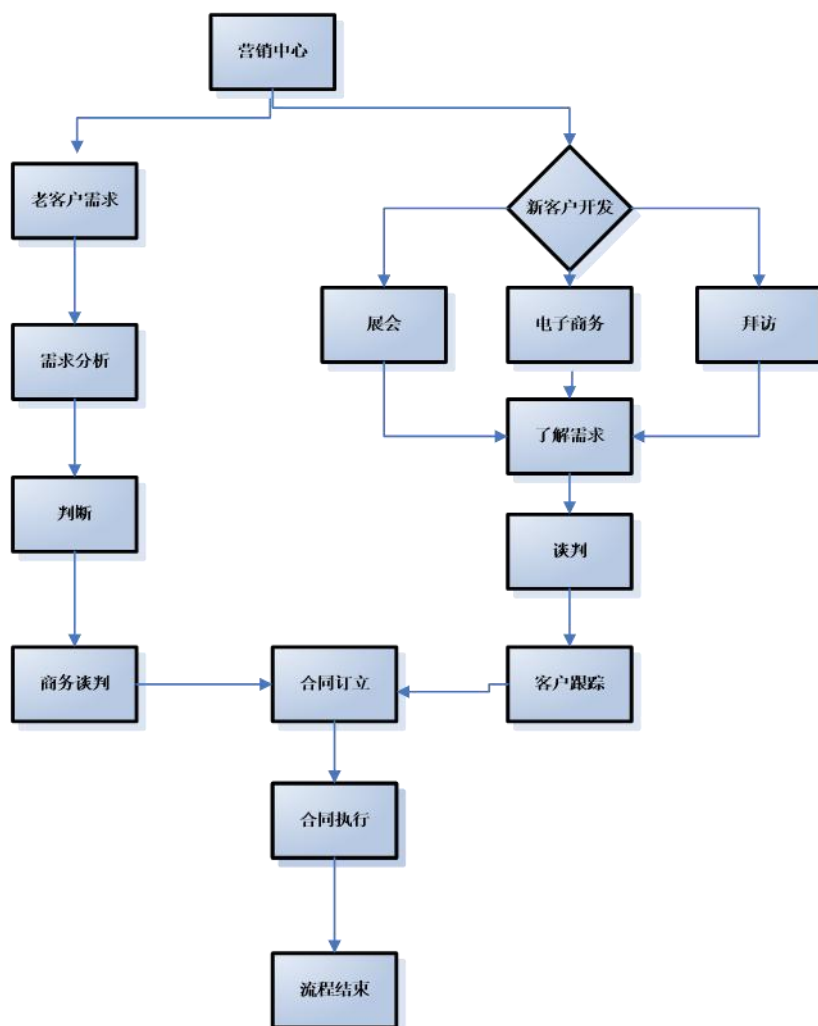 营销中心
老客户需求
新客户开发
展会
电子商务
拜访
需求分析
了解需求
判断
谈判
商务谈判
合同订立
客户跟踪
合同执行
流程结束